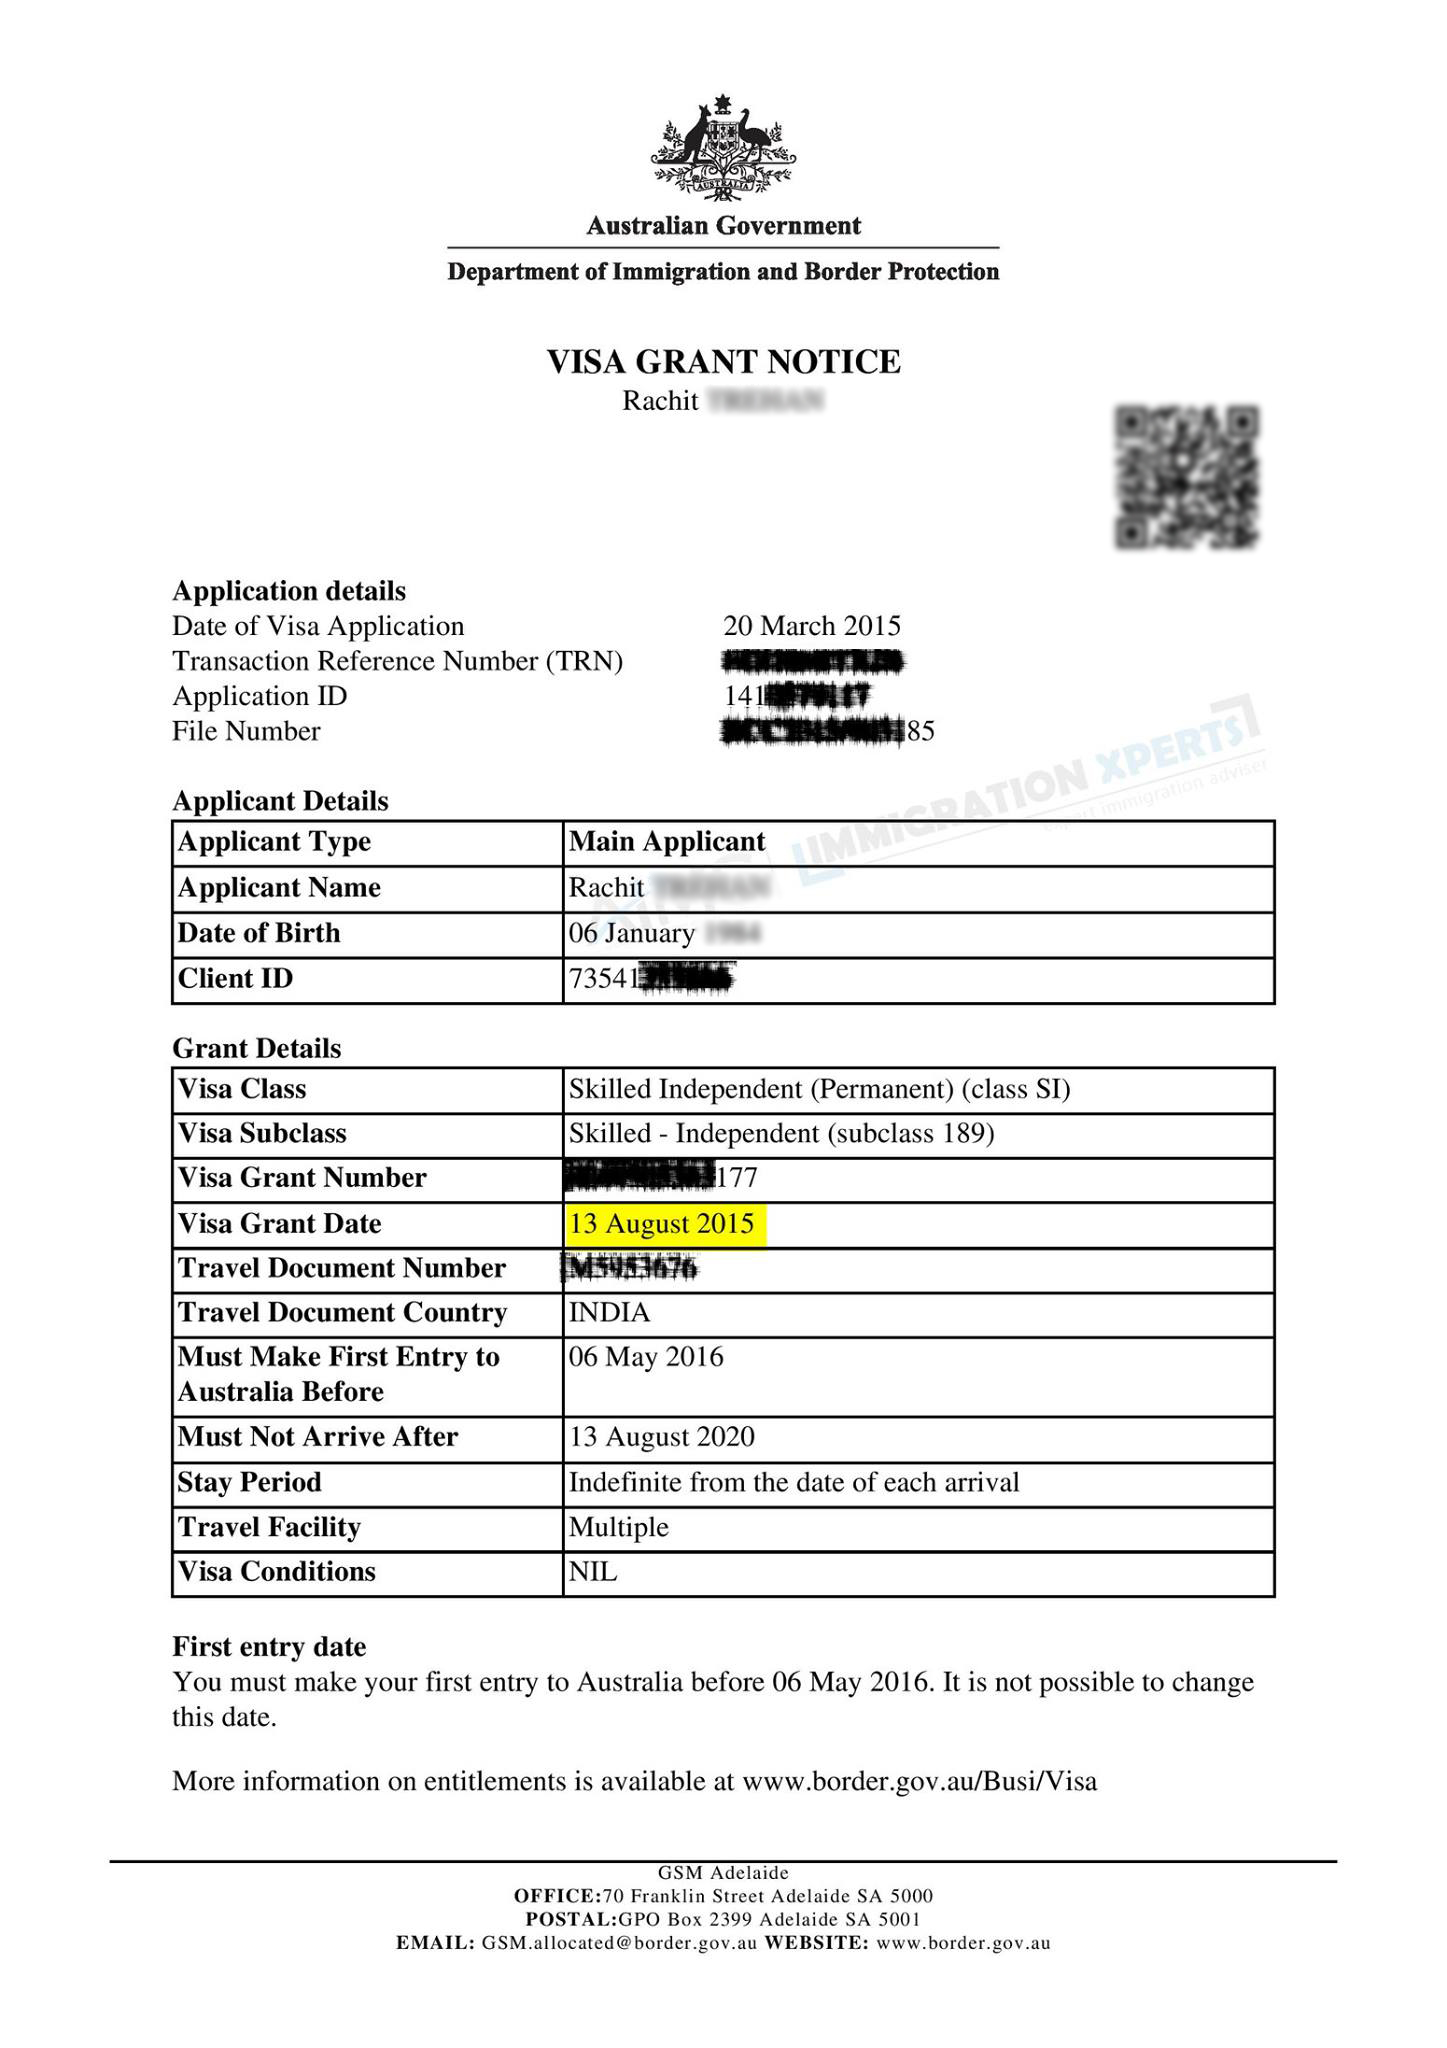 AUSTRALIA
Australian Government
Department of Immigration and Border Protection
VISA GRANT NOTICE
Rachit
Application details
Date of Visa Application 20 March 2015
Transaction Reference Number (TRN)
Application ID 141
File Number 85
IMMIGRATION XPERTS
expert immigration adviser
Applicant Details
Applicant Type Main Applicant
Applicant Name Rachit
Date of Birth 06 January
Client ID 73541
Grant Details
Visa Class Skilled Independent (Permanent) (class SI)
Visa Subclass Skilled - Independent (subclass 189)
Visa Grant Number 177
Visa Grant Date 13 August 2015
Travel Document Number
Travel Document Country INDIA
Must Make First Entry to 06 May 2016
Australia Before
Must Not Arrive After 13 August 2020
Stay Period Indefinite from the date of each arrival
Travel Facility Multiple
Visa Conditions NIL
First entry date
You must make your first entry to Australia before 06 May 2016. It is not possible to change
this date.
More information on entitlements is available at www.border.gov.au/Busi/Visa
GSM Adelaide
OFFICE:70 Franklin Street Adelaide SA 5000
POSTAL:GPO Box 2399 Adelaide SA 5001
EMAIL: GSM.allocated@border.gov.au WEBSITE: www.border.gov.au